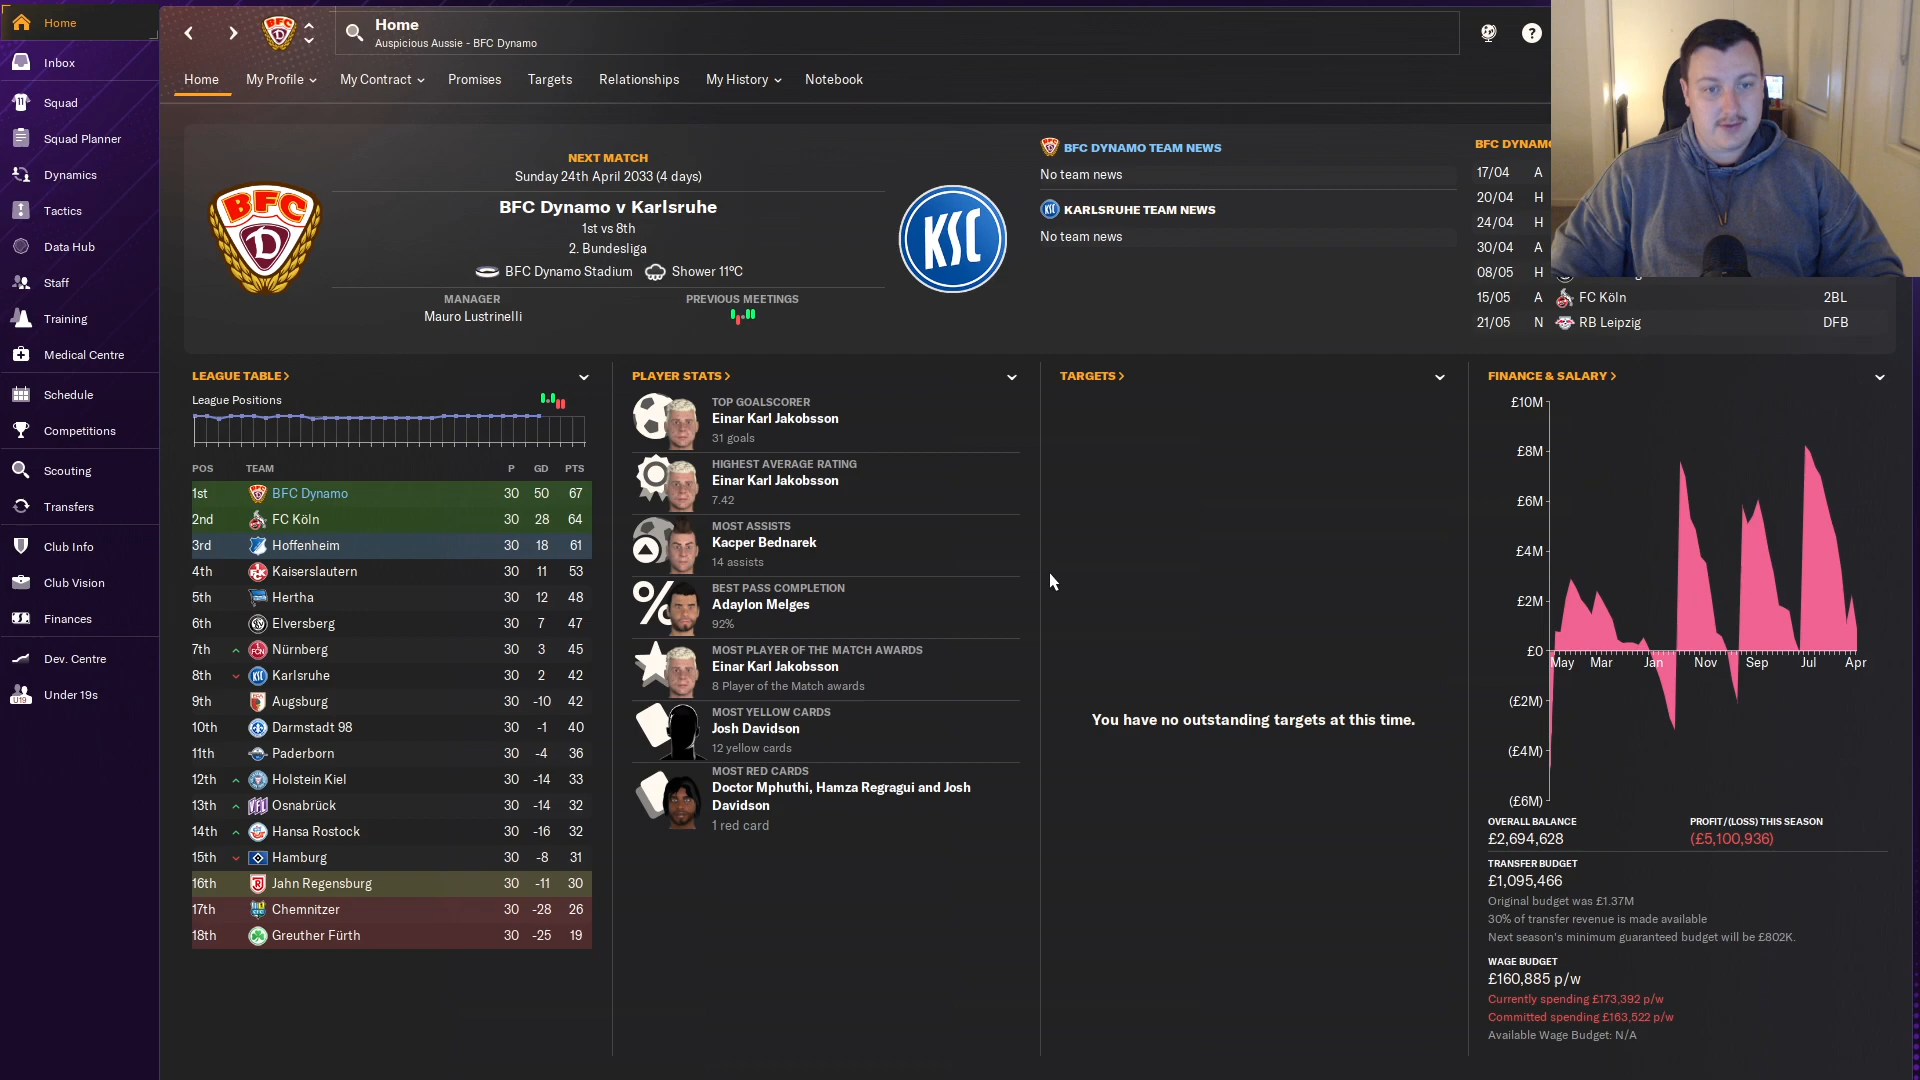 Home
Inbox
Squad
Squad Planner
Dynamics
Tactics
Data Hub
Staff
Training
Medical Centre
Schedule
Competitions
Scouting
Transfers
Club Info
Club Vision
Finances
Dev. Centre
U19
Under 19s
BFC
D
Home
Auspicious Aussie - BFC Dynamo
?
Home
My Profile
My Contract
Promises
Targets
Relationships
My History
Notebook
BFC
D
NEXT MATCH
Sunday 24th April 2033 (4 days)
BFC Dynamo v Karlsruhe
1st vs 8th
2. Bundesliga
BFC Dynamo Stadium
Shower 11ºC
MANAGER
Mauro Lustrinelli
PREVIOUS MEETINGS
KSC
BFC DYNAMO TEAM NEWS
No team news
KARLSRUHE TEAM NEWS
No team news
BFC DYNAMO
17/04 A
20/04 H
24/04 H
30/04 A
08/05 H
15/05 A FC Köln 2BL
21/05 N RB Leipzig DFB
LEAGUE TABLE
League Positions
POS TEAM P GD PTS
1st BFC Dynamo 30 50 67
2nd FC Köln 30 28 64
3rd Hoffenheim 30 18 61
4th Kaiserslautern 30 11 53
5th Hertha 30 12 48
6th Elversberg 30 7 47
7th Nürnberg 30 3 45
8th Karlsruhe 30 2 42
9th Augsburg 30 -10 42
10th Darmstadt 98 30 -1 40
11th Paderborn 30 -4 36
12th Holstein Kiel 30 -14 33
13th Osnabrück 30 -14 32
14th Hansa Rostock 30 -16 32
15th Hamburg 30 -8 31
16th Jahn Regensburg 30 -11 30
17th Chemnitzer 30 -28 26
18th Greuther Fürth 30 -25 19
PLAYER STATS
TOP GOALSCORER
Einar Karl Jakobsson
31 goals
HIGHEST AVERAGE RATING
Einar Karl Jakobsson
7.42
MOST ASSISTS
Kacper Bednarek
14 assists
BEST PASS COMPLETION
Adaylon Melges
92%
MOST PLAYER OF THE MATCH AWARDS
Einar Karl Jakobsson
8 Player of the Match awards
MOST YELLOW CARDS
Josh Davidson
12 yellow cards
MOST RED CARDS
Doctor Mphuthi, Hamza Regragui and Josh
Davidson
1 red card
TARGETS
You have no outstanding targets at this time.
FINANCE & SALARY
£10M
£8M
£6M
£4M
£2M
£0
May Mar Jan Nov Sep Jul Apr
(£2M)
(£4M)
(£6M)
OVERALL BALANCE
£2,694,628
PROFIT/(LOSS) THIS SEASON
(£5,100,936)
TRANSFER BUDGET
£1,095,466
Original budget was £1.37M
30% of transfer revenue is made available
Next season's minimum guaranteed budget will be £802K.
WAGE BUDGET
£160,885 p/w
Currently spending £173,392 p/w
Committed spending £163,522 p/w
Available Wage Budget: N/A